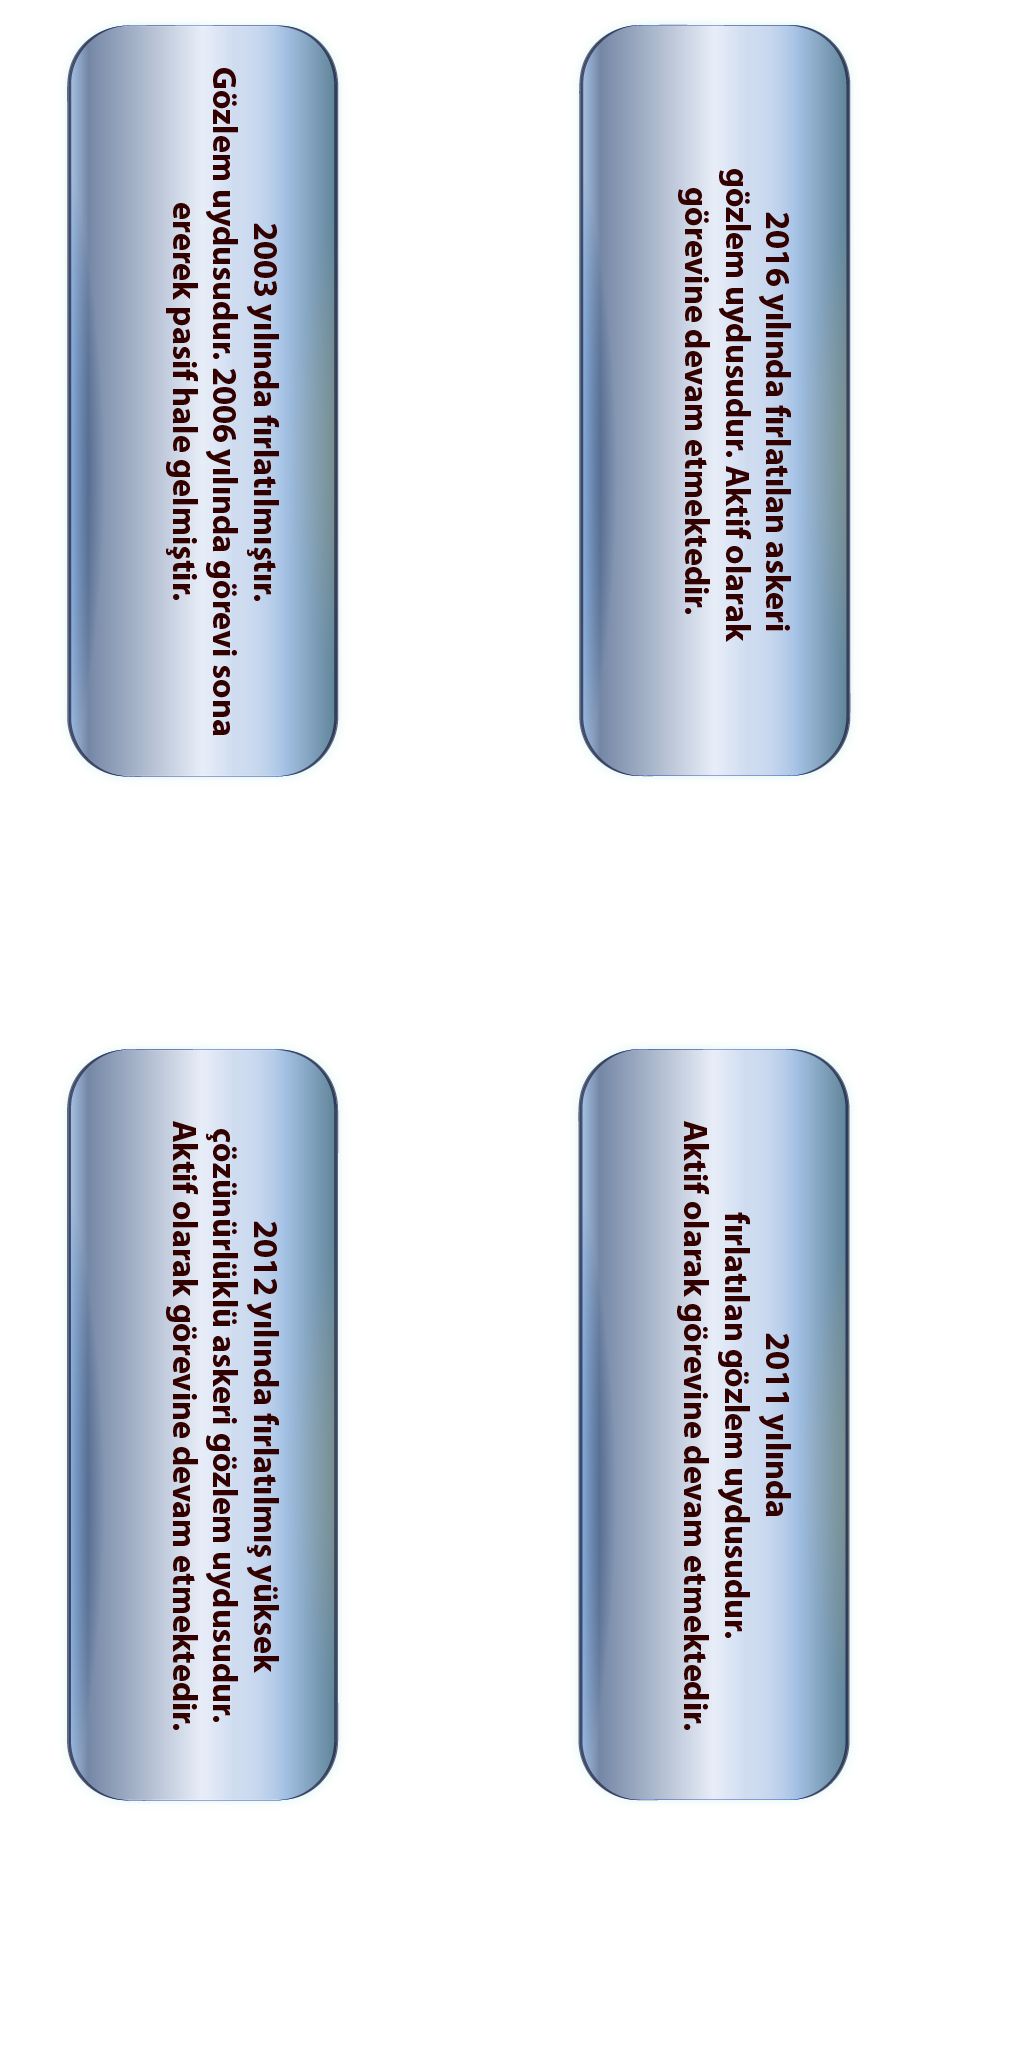 2003 yılında fırlatılmıştır.
Gözlem uydusudur. 2006 yılında görevi sona
ererek pasif hale gelmiştir.
2016 yılında fırlatılan askeri
gözlem uydusudur. Aktif olarak
görevine devam etmektedir.
2012 yılında fırlatılmış yüksek
çözünürlüklü askeri gözlem uydusudur.
Aktif olarak görevine devam etmektedir.
2011 yılında
fırlatılan gözlem uydusudur.
Aktif olarak görevine devam etmektedir.